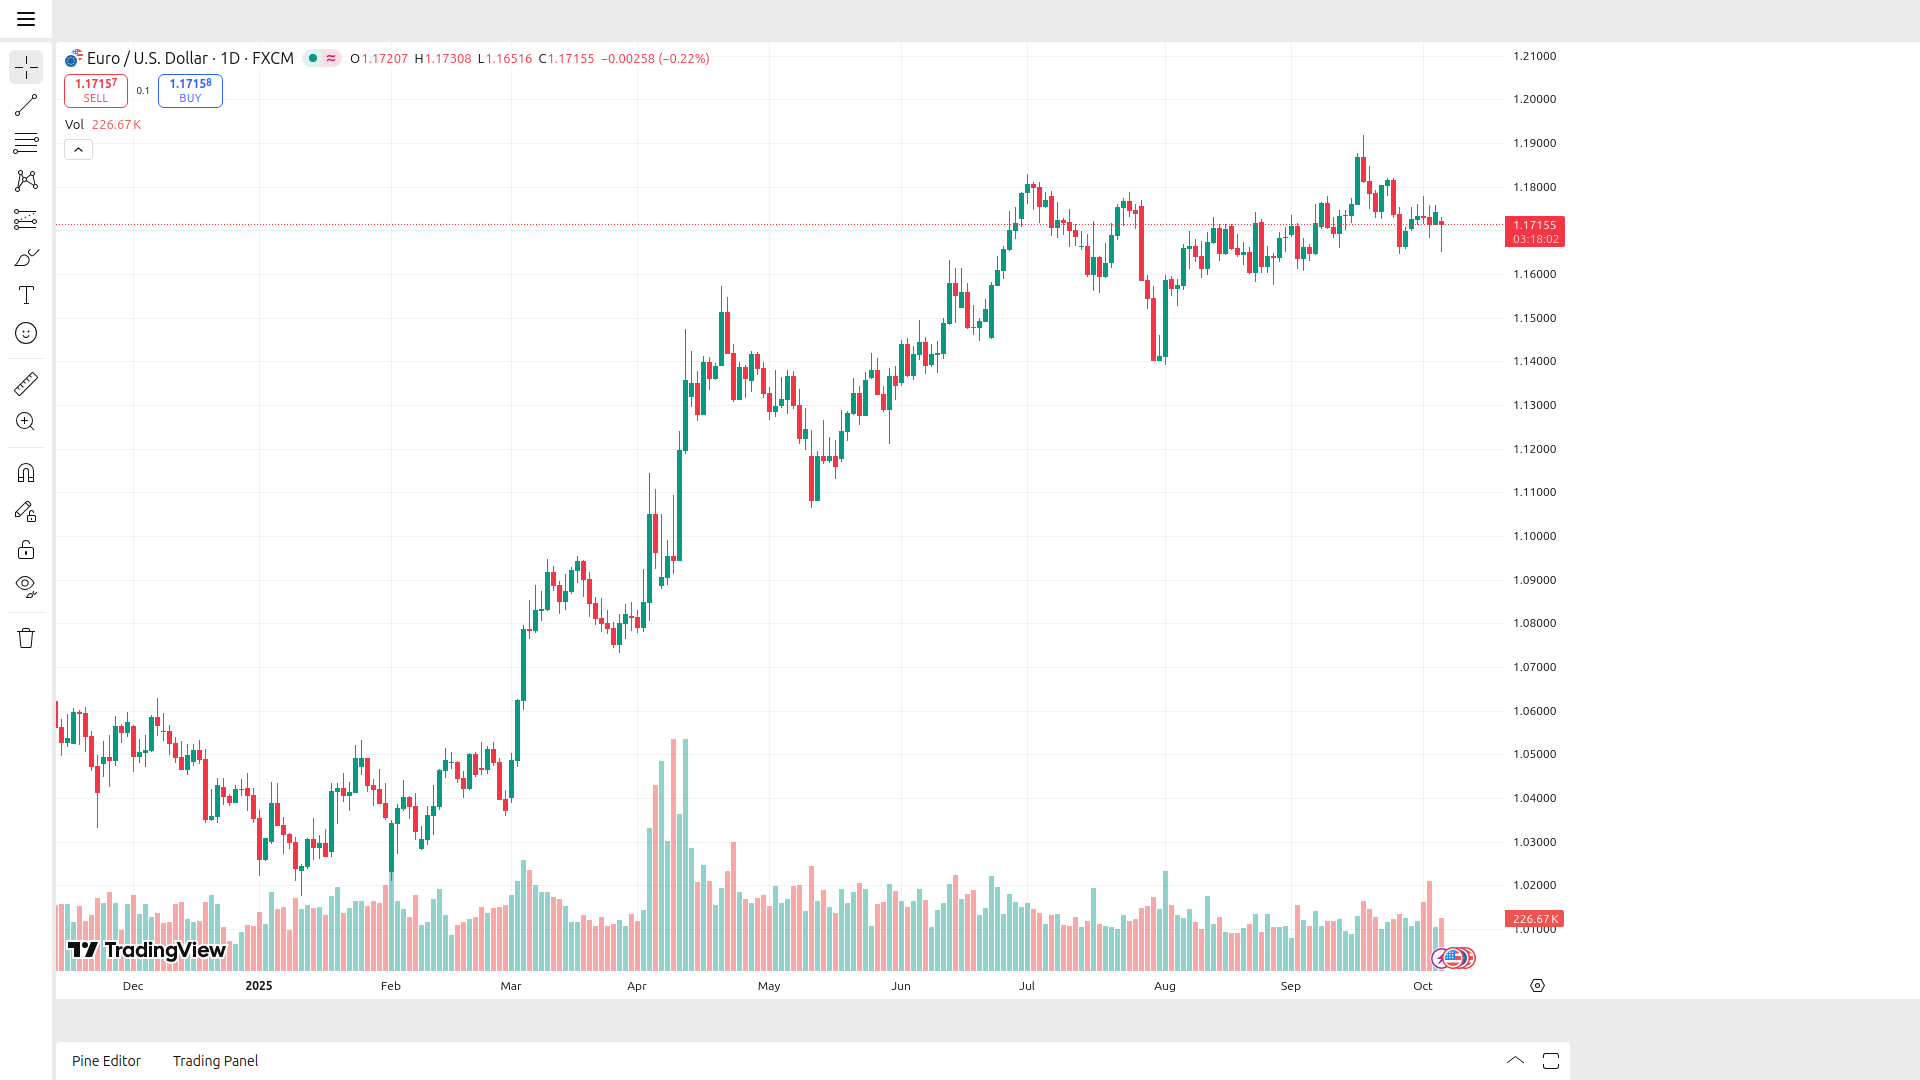 Euro / U.S. Dollar · 1D · FXCM ≈ O1.17207 H1.17308 L1.16516 C1.17155 −0.00258 (−0.22%)
1.17157 SELL
0.1
1.17158 BUY
Vol 226.67 K
1.21000
1.20000
1.19000
1.18000
1.17155
03:18:02
1.16000
1.15000
1.14000
1.13000
1.12000
1.11000
1.10000
1.09000
1.08000
1.07000
1.06000
1.05000
1.04000
1.03000
1.02000
226.67 K
1.01000
TradingView
Dec 2025 Feb Mar Apr May Jun Jul Aug Sep Oct
Pine Editor Trading Panel